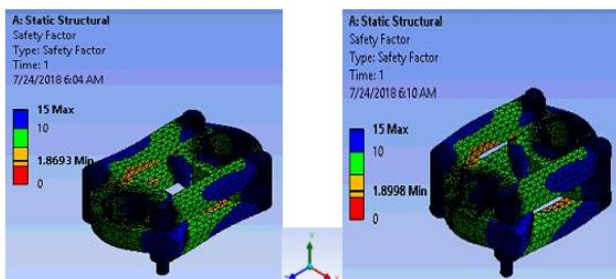 A: Static Structural
Safety Factor
Type: Safety Factor
Time: 1
7/24/2018 6:04 AM
15 Max
10
1.8693 Min
0
A: Static Structural
Safety Factor
Type: Safety Factor
Time: 1
7/24/2018 6:10 AM
15 Max
10
1.8998 Min
0
Y
X